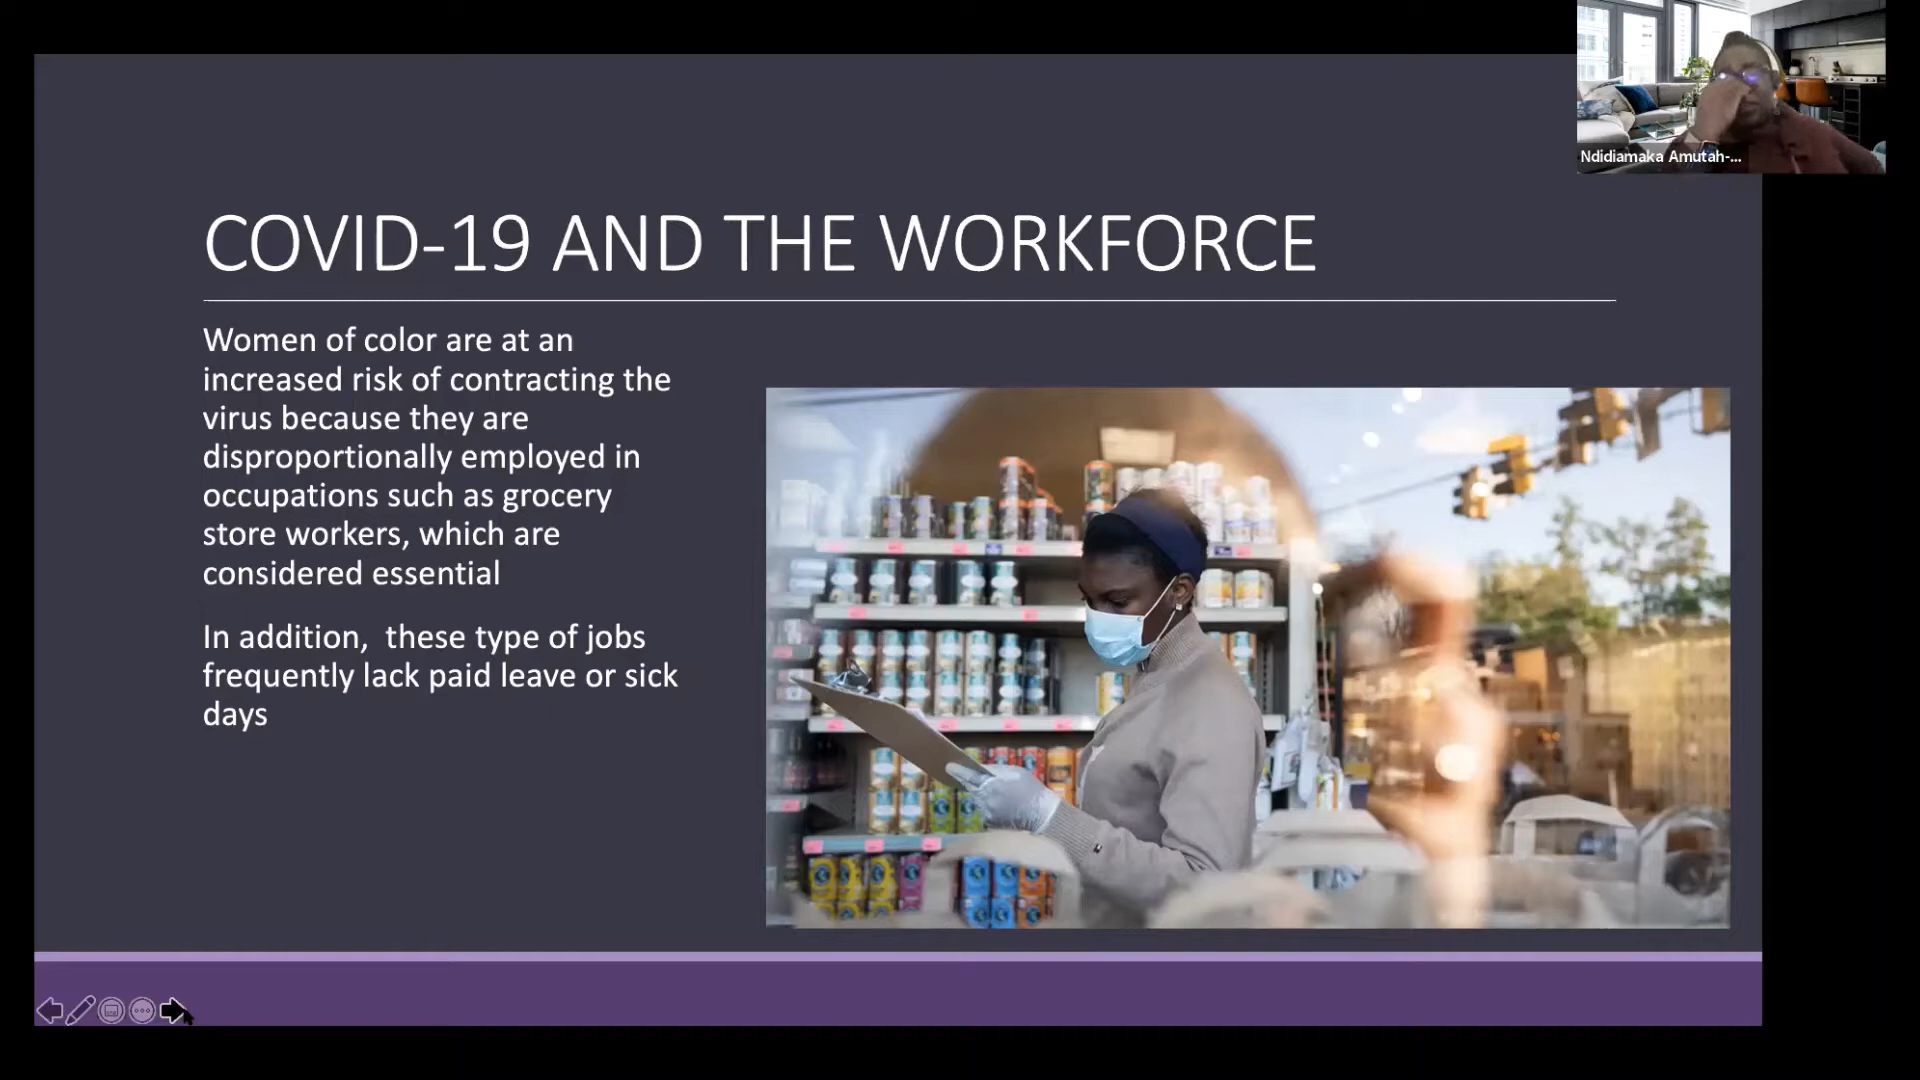 Ndidiamaka Amutah-...
COVID-19 AND THE WORKFORCE
Women of color are at an
increased risk of contracting the
virus because they are
disproportionally employed in
occupations such as grocery
store workers, which are
considered essential
In addition,  these type of jobs
frequently lack paid leave or sick
days